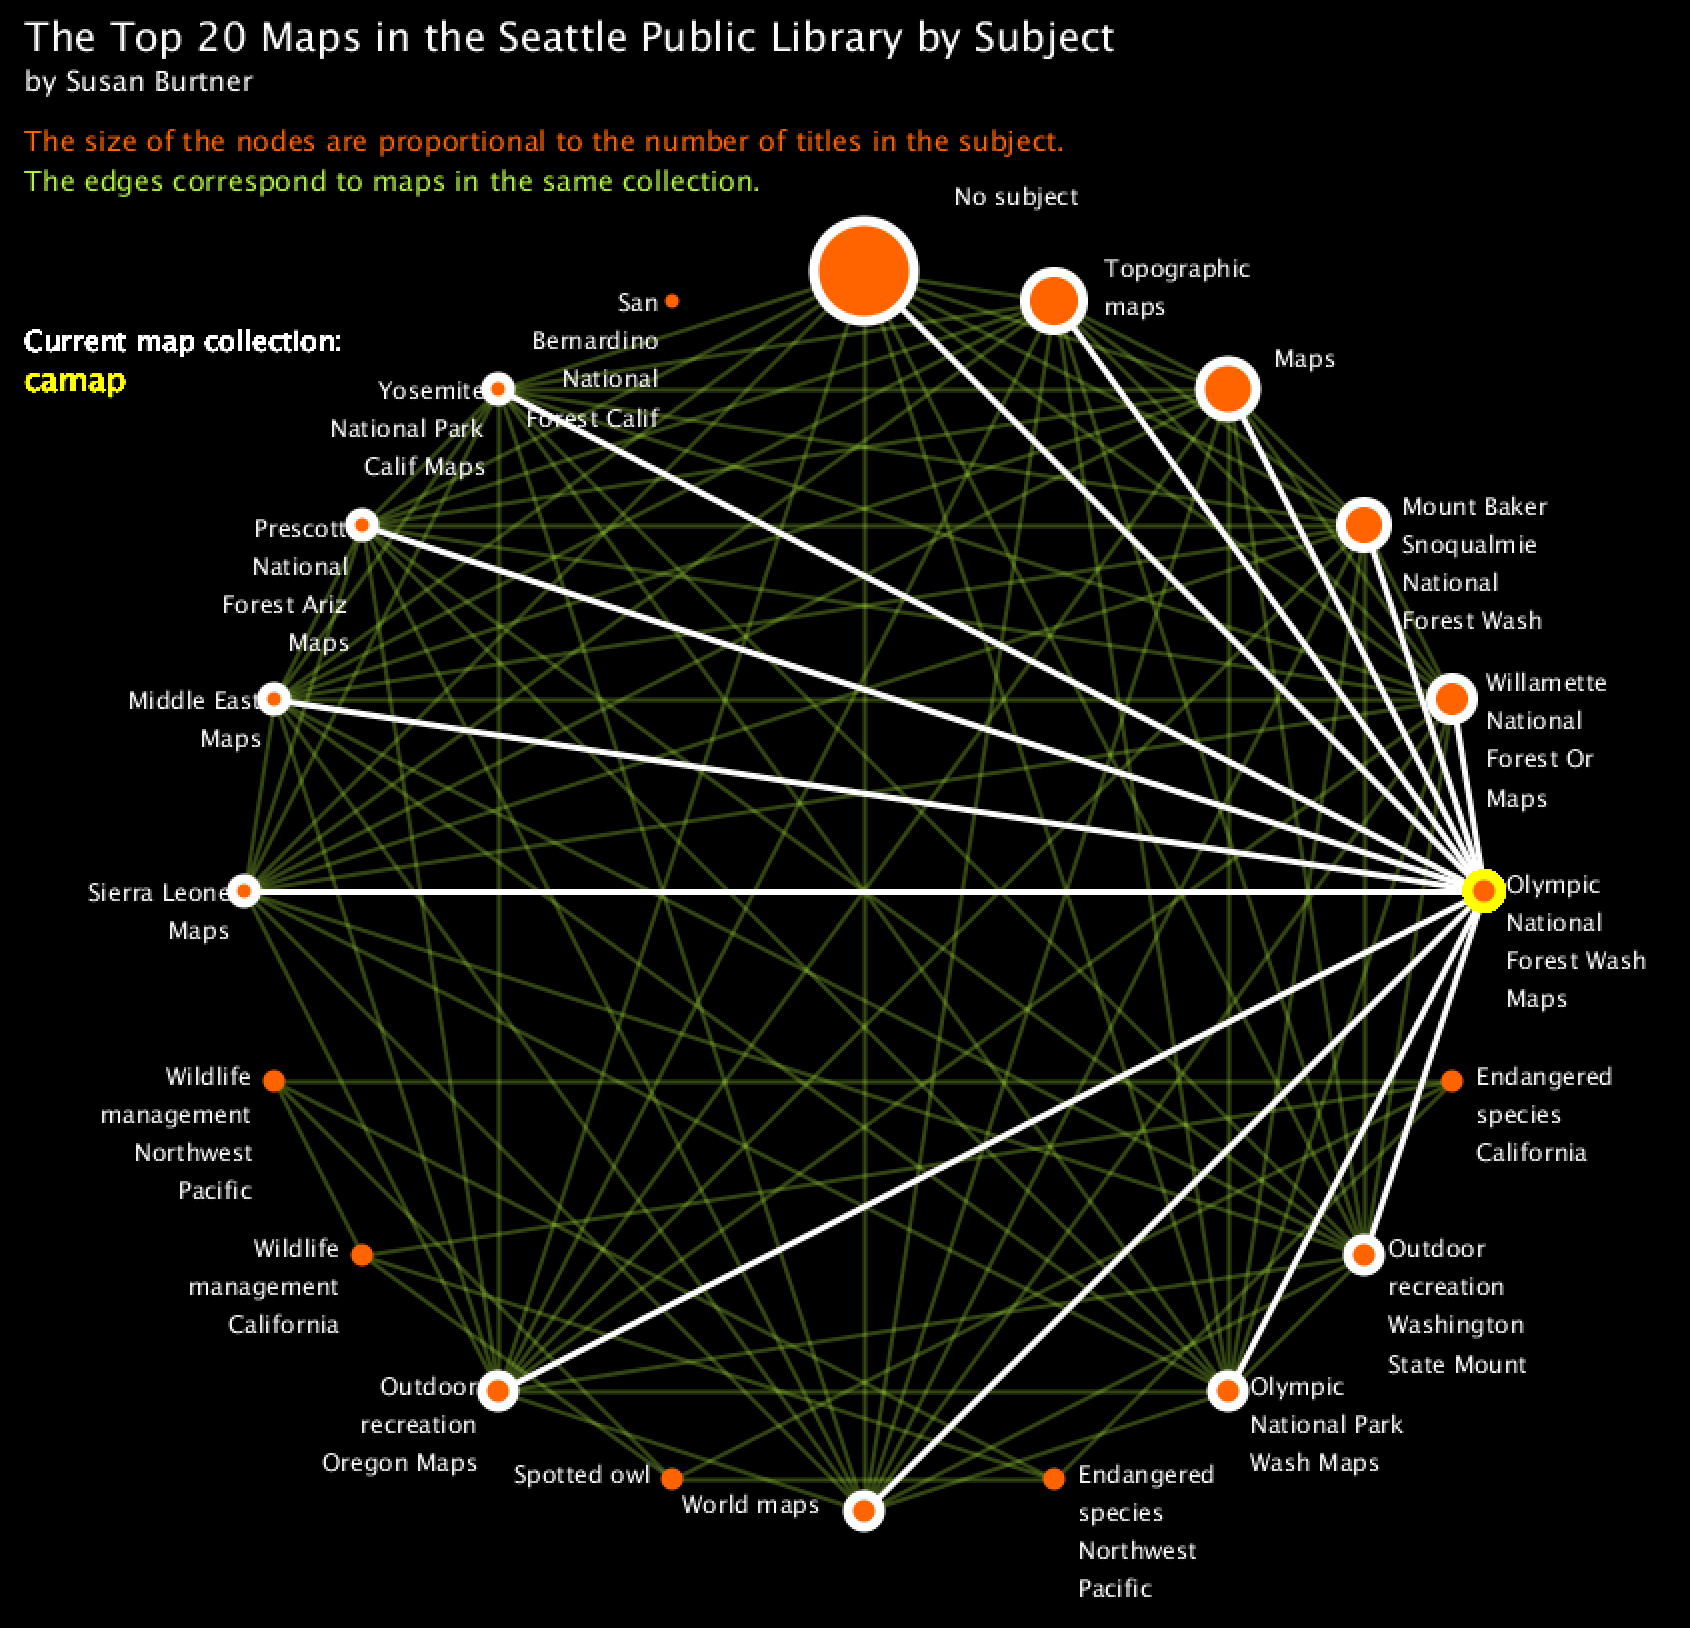 The Top 20 Maps in the Seattle Public Library by Subject
by Susan Burtner
The size of the nodes are proportional to the number of titles in the subject.
The edges correspond to maps in the same collection.
Current map collection:
camap
No subject
Topographic
maps
Maps
Mount Baker
Snoqualmie
National
Forest Wash
Willamette
National
Forest Or
Maps
Olympic
National
Forest Wash
Maps
Endangered
species
California
Outdoor
recreation
Washington
State Mount
Olympic
National Park
Wash Maps
Endangered
species
Northwest
Pacific
World maps
Spotted owl
Outdoor
recreation
Oregon Maps
Wildlife
management
California
Wildlife
management
Northwest
Pacific
Sierra Leone
Maps
Middle East
Maps
Prescott
National
Forest Ariz
Maps
Yosemite
National Park
Calif Maps
San
Bernardino
National
Forest Calif